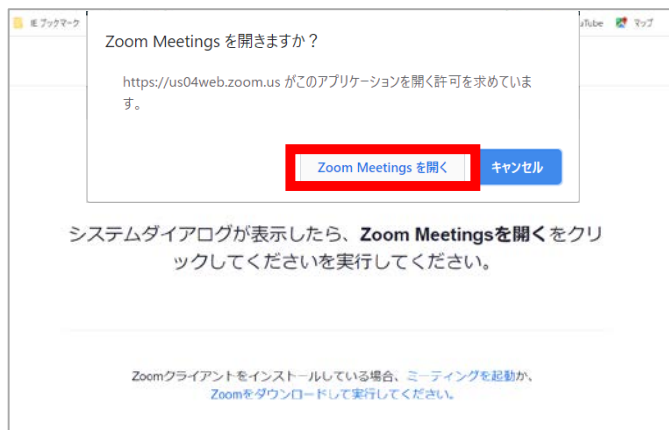 IE ブックマーク
uTube
マップ
Zoom Meetings を開きますか？
https://us04web.zoom.us がこのアプリケーションを開く許可を求めていま
す。
Zoom Meetings を開く
キャンセル
システムダイアログが表示したら、Zoom Meetingsを開くをクリ
ックしてくださいを実行してください。
Zoomクライアントをインストールしている場合、ミーティングを起動か、
Zoomをダウンロードして実行してください。